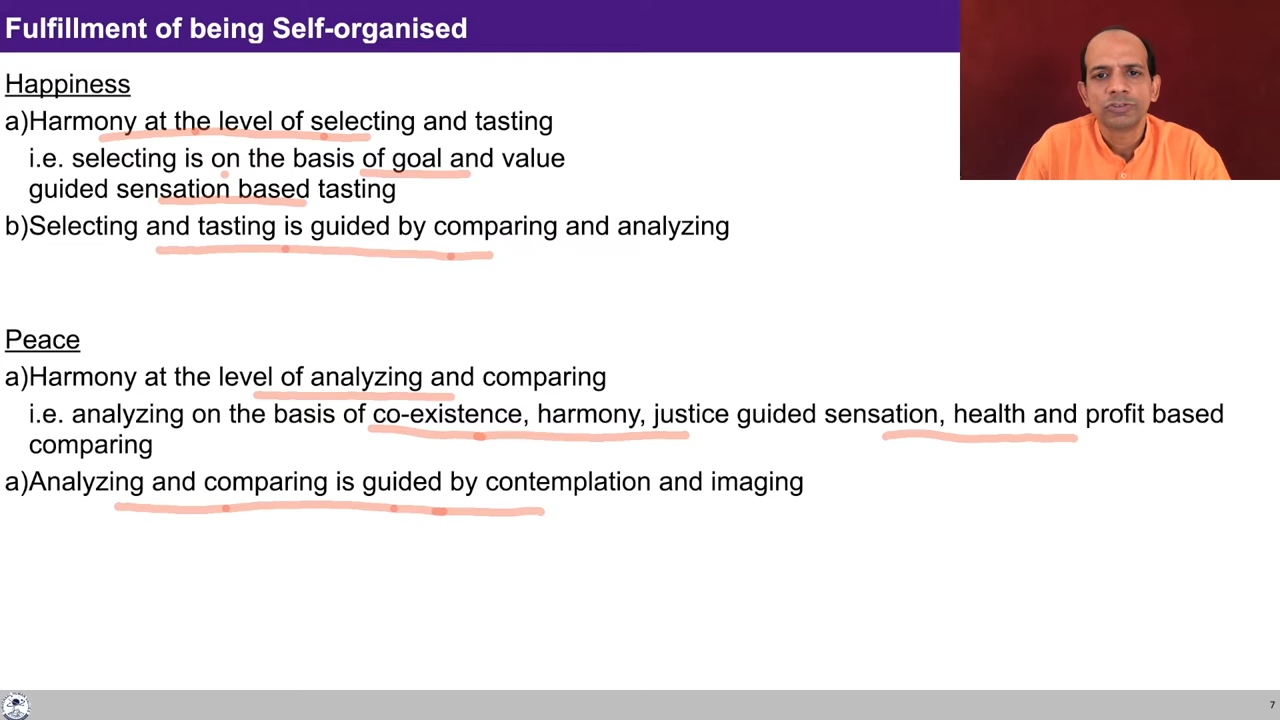 Fulfillment of being Self-organised
Happiness
a)Harmony at the level of selecting and tasting
i.e. selecting is on the basis of goal and value
guided sensation based tasting
b)Selecting and tasting is guided by comparing and analyzing
Peace
a)Harmony at the level of analyzing and comparing
i.e. analyzing on the basis of co-existence, harmony, justice guided sensation, health and profit based
comparing
a)Analyzing and comparing is guided by contemplation and imaging
7